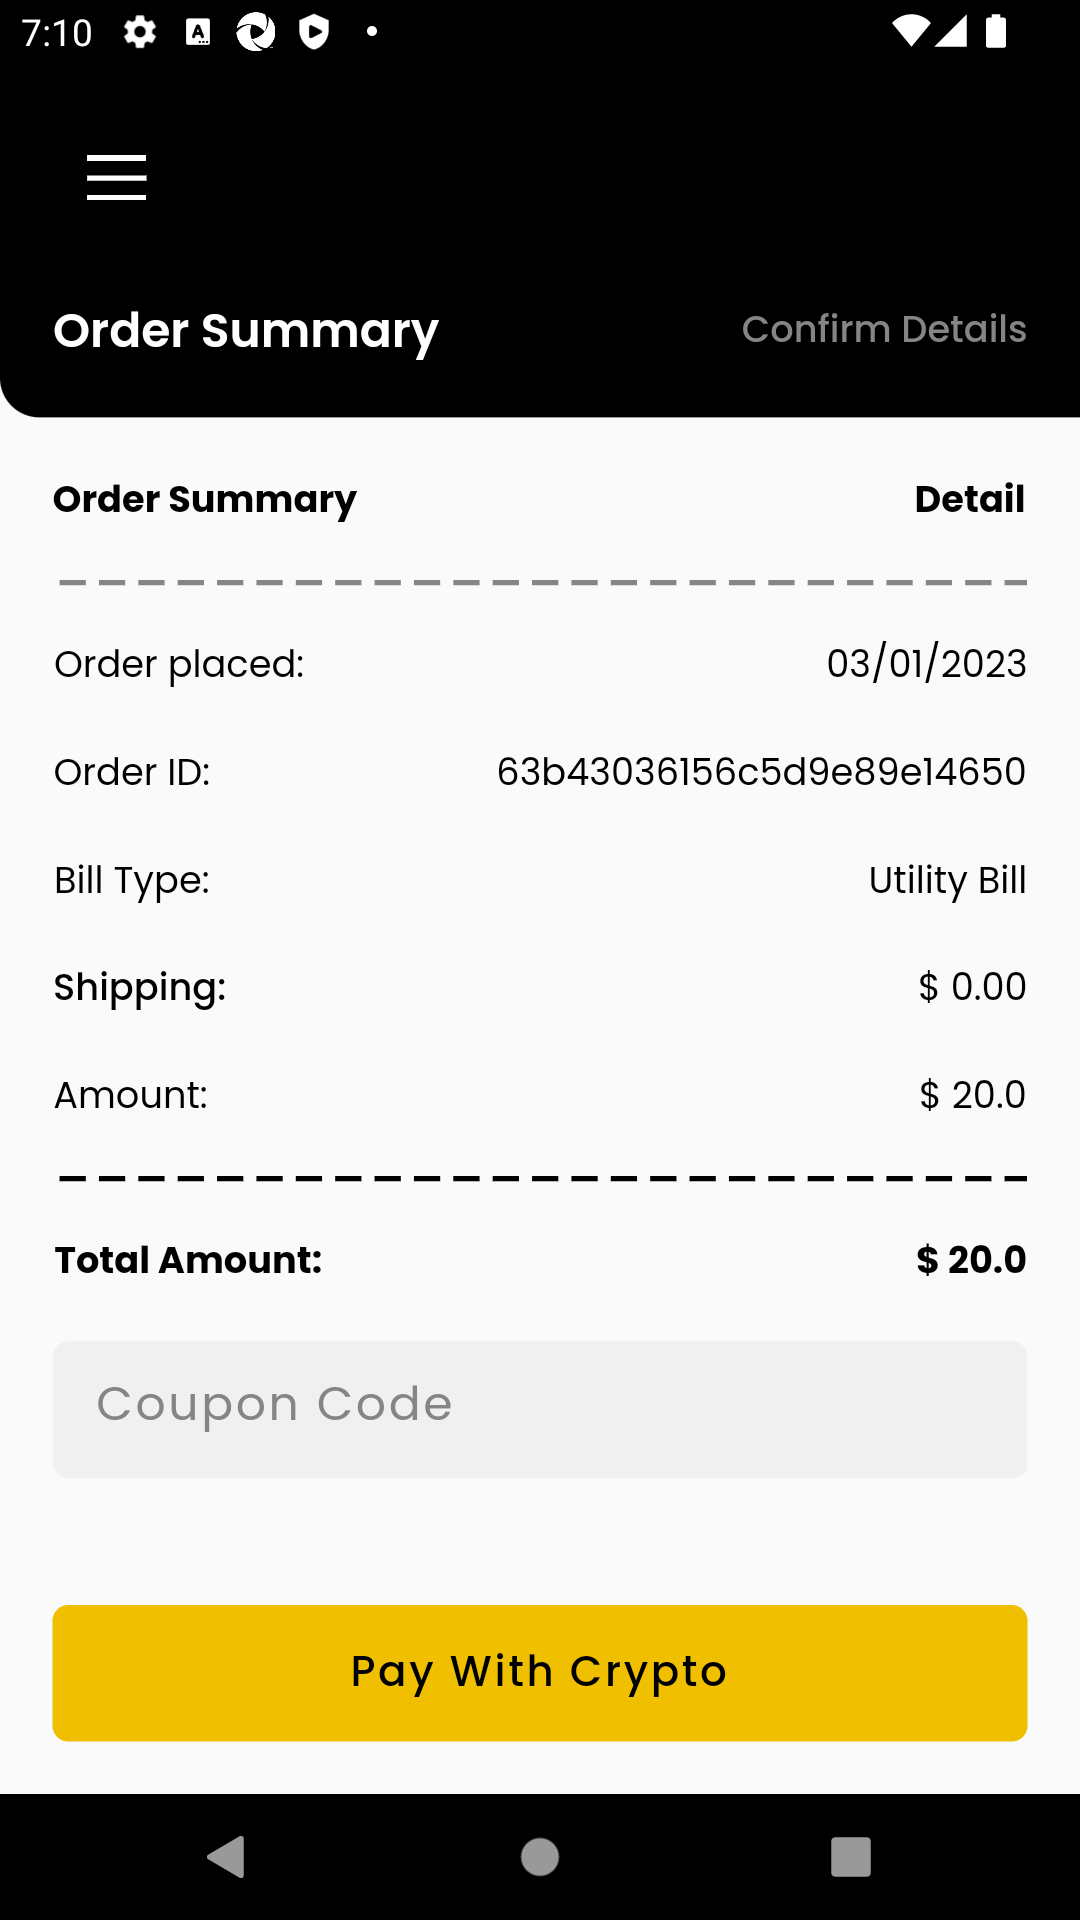 7:10
Order Summary Confirm Details
Order Summary Detail
Order placed: 03/01/2023
Order ID: 63b43036156c5d9e89e14650
Bill Type: Utility Bill
Shipping: $ 0.00
Amount: $ 20.0
Total Amount: $ 20.0
Coupon Code
Pay With Crypto